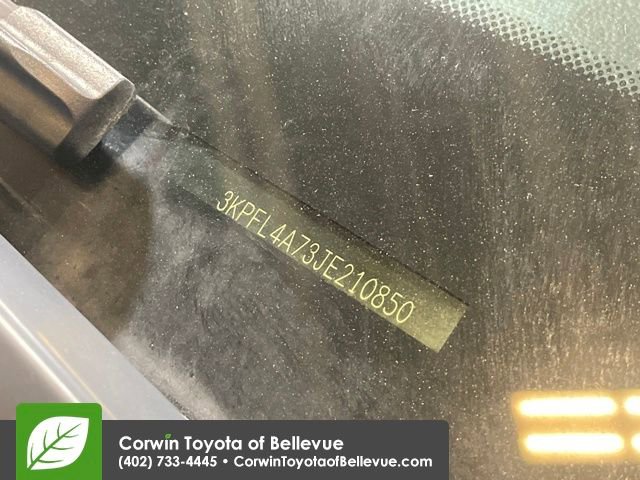 3KPFL4A73JE210850
Corwin Toyota of Bellevue
(402) 733-4445 • CorwinToyotaofBellevue.com